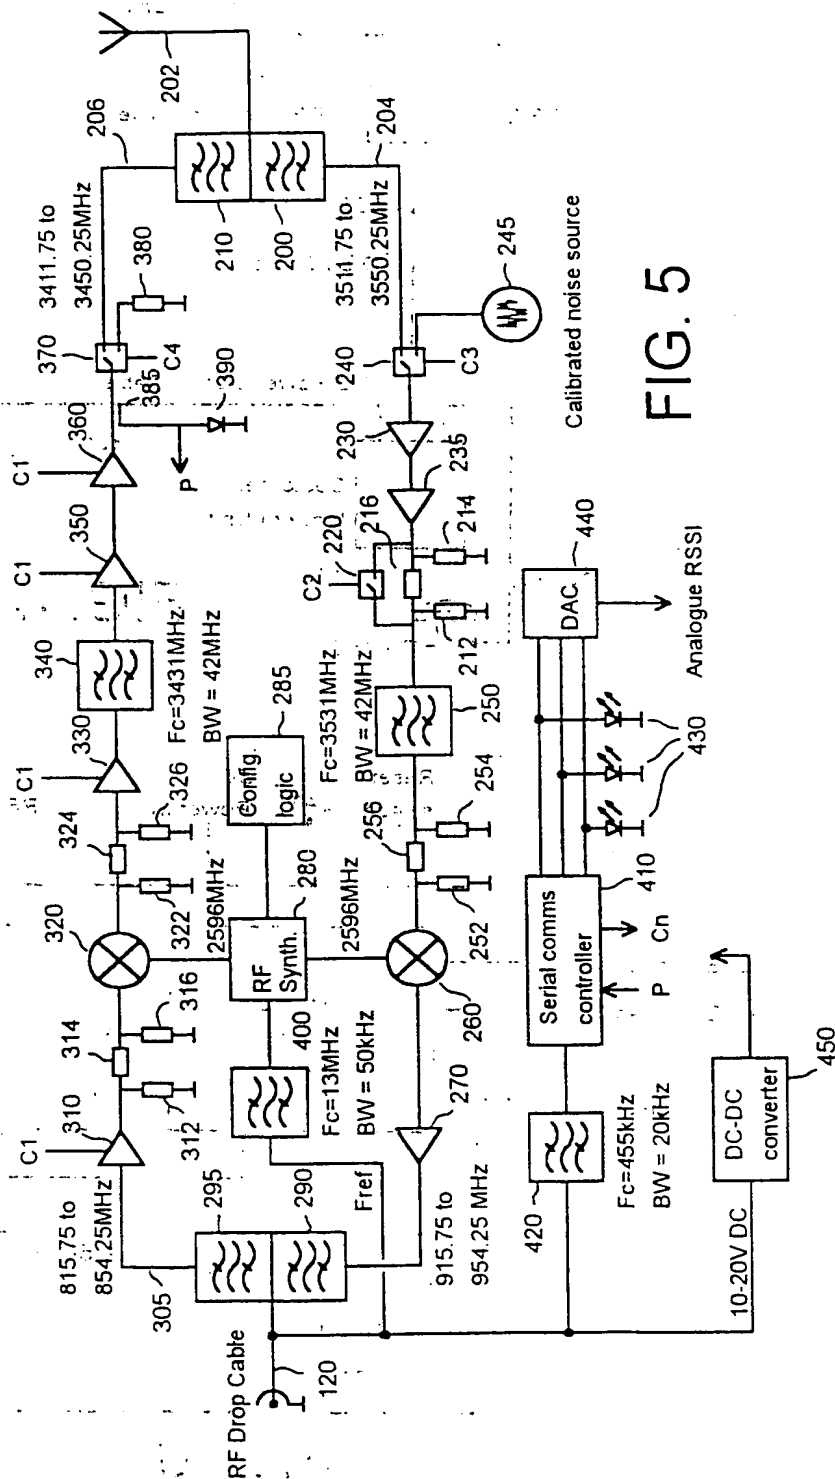 202
206
204
3411.75 to
3450.25MHz
210
200
3511.75 to
3550.25MHz
380
370
C4
385
390
P
240
C3
245
Calibrated noise source
360
C1
350
C1
230
235
340
Fc=3431MHz
BW = 42MHz
216
220
C2
214
212
330
C1
285
Config.
logic
Fc=3531MHz
BW = 42MHz
250
324
326
322
256
254
252
320
2596MHz
280
RF
Synth.
2596MHz
260
314
316
312
310
C1
400
Fc=13MHz
BW = 50kHz
270
815.75 to
854.25MHz
305
295
290
Fref
915.75 to
954.25 MHz
RF Drop Cable
120
440
DAC.
Analogue RSSI
430
410
Serial comms
controller
Cn
P
420
Fc=455kHz
BW = 20kHz
450
DC-DC
converter
10-20V DC
FIG. 5